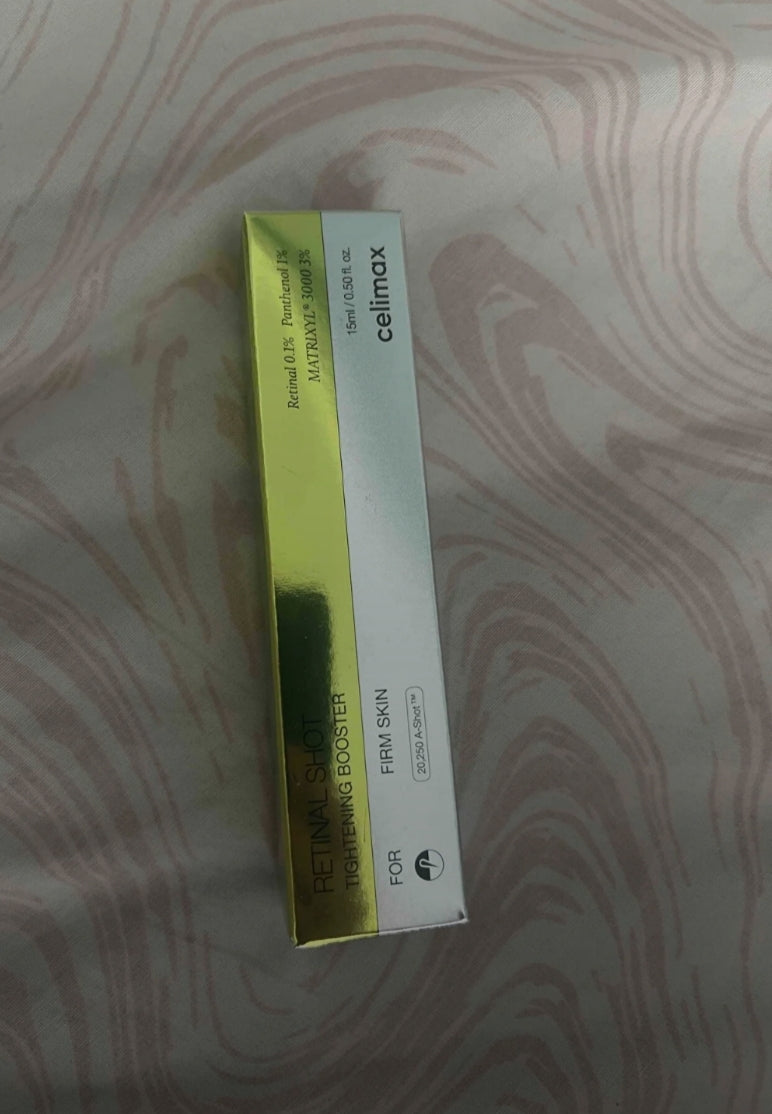 RETINAL SHOT
TIGHTENING BOOSTER
Retinal 0.1% Panthenol 1%
MATRIXYL® 3000 3%
FOR FIRM SKIN
20,250 A-Shot™
15ml / 0.50 fl. oz.
celimax